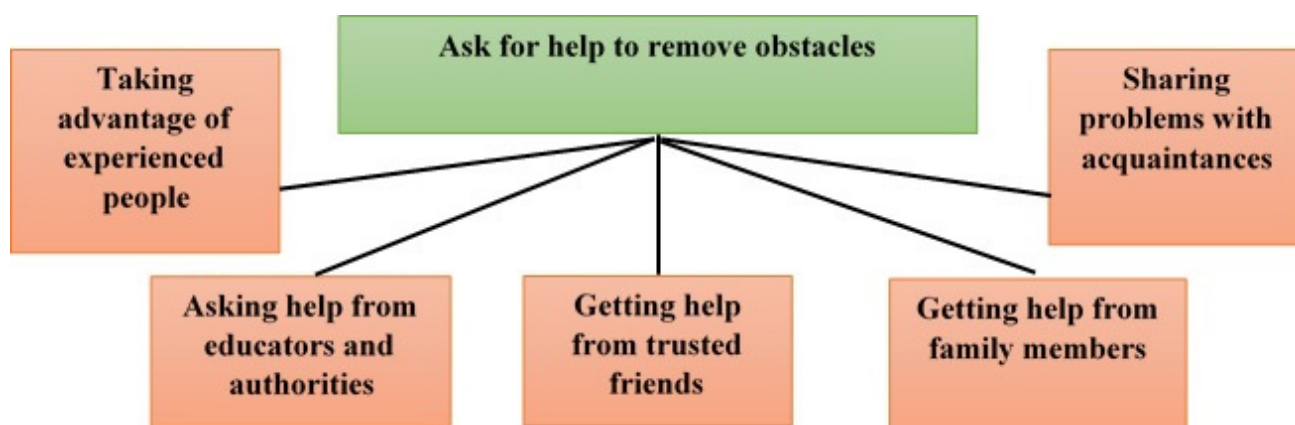 Ask for help to remove obstacles
Taking
advantage of
experienced
people
Sharing
problems with
acquaintances
Asking help from
educators and
authorities
Getting help
from trusted
friends
Getting help from
family members